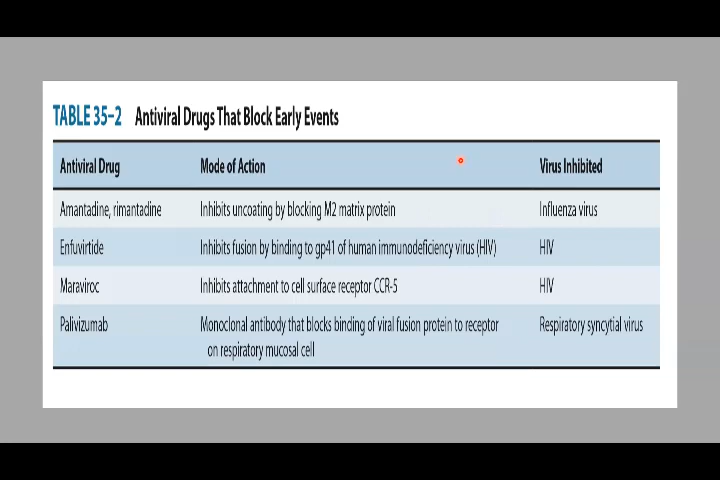 TABLE 35–2 Antiviral Drugs That Block Early Events
Antiviral Drug Mode of Action Virus Inhibited
Amantadine, rimantadine Inhibits uncoating by blocking M2 matrix protein Influenza virus
Enfuvirtide Inhibits fusion by binding to gp41 of human immunodeficiency virus (HIV) HIV
Maraviroc Inhibits attachment to cell surface receptor CCR-5 HIV
Palivizumab Monoclonal antibody that blocks binding of viral fusion protein to receptor Respiratory syncytial virus
on respiratory mucosal cell